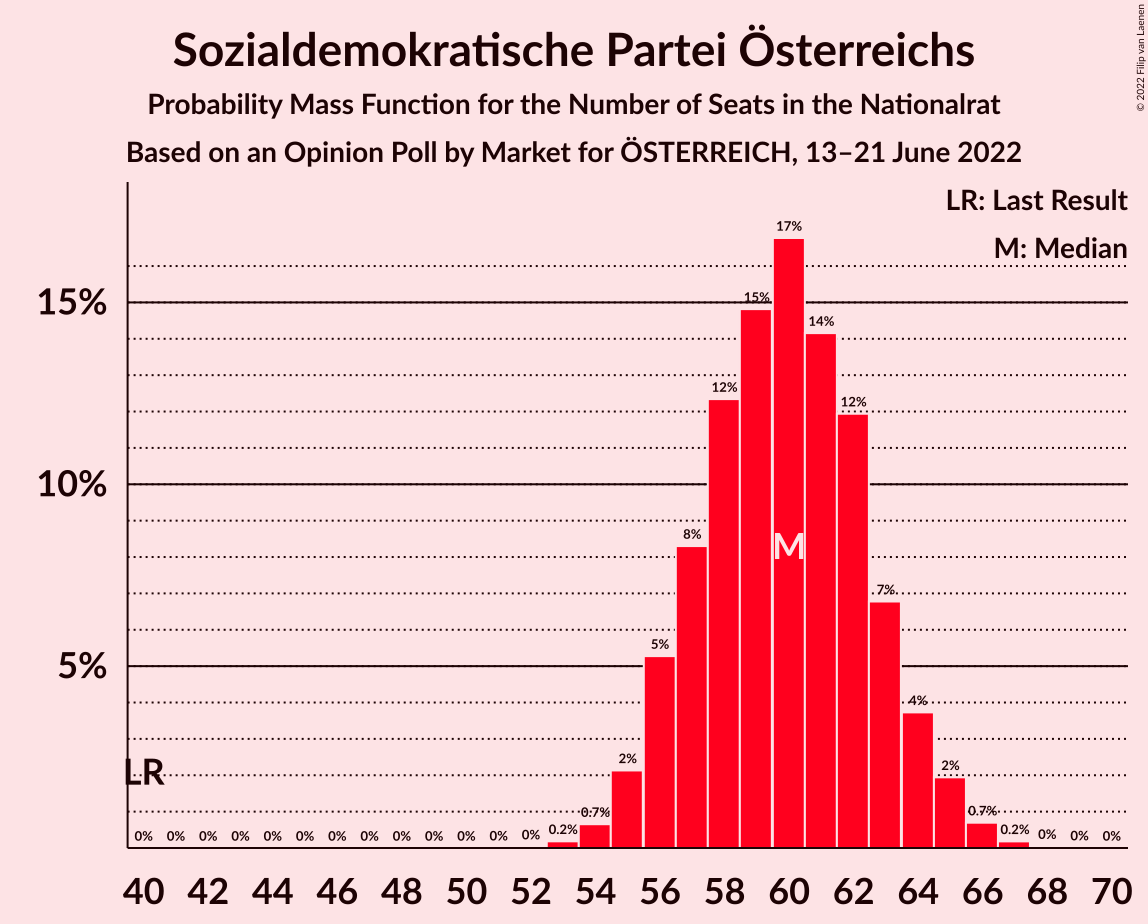 Sozialdemokratische Partei Österreichs
Probability Mass Function for the Number of Seats in the Nationalrat
Based on an Opinion Poll by Market for ÖSTERREICH, 13–21 June 2022
© 2022 Filip van Laenen
LR: Last Result
M: Median
17%
15%
15%
14%
12%
12%
10%
8%
M
7%
5%
5%
4%
2%
2%
LR
0.7%
0.7%
0% 0% 0% 0% 0% 0% 0% 0% 0% 0% 0% 0% 0% 0.2% 0.2% 0% 0% 0%
40 42 44 46 48 50 52 54 56 58 60 62 64 66 68 70